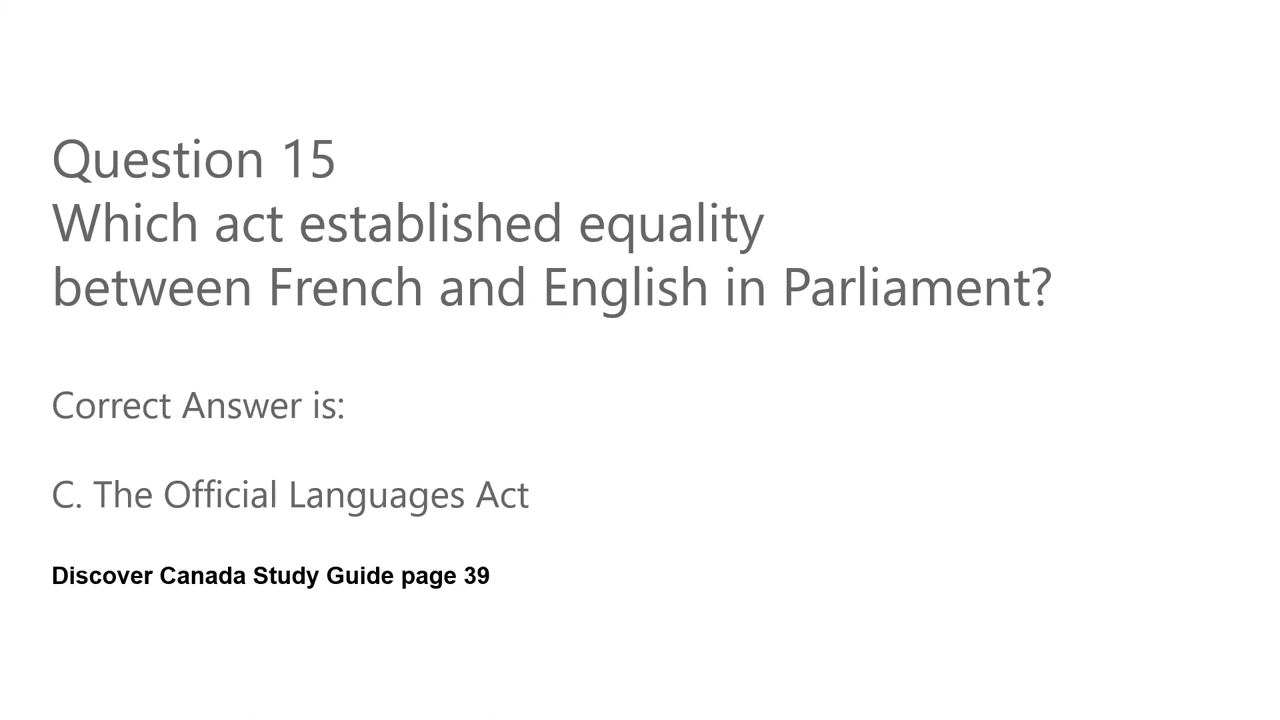 Question 15
Which act established equality
between French and English in Parliament?
Correct Answer is:
C. The Official Languages Act
Discover Canada Study Guide page 39